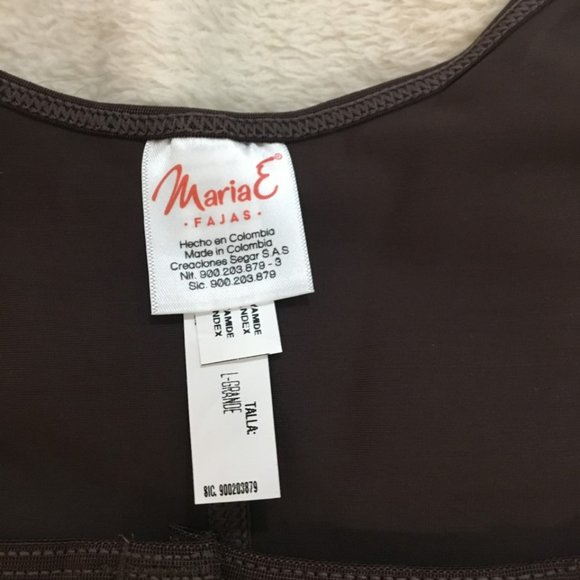 MariaE®
· FAJAS ·
Hecho en Colombia
Made in Colombia
Creaciones Segar S.A.S
Nit. 900.203.879 - 3
Sic. 900.203.879
TALLA:
L-GRANDE
SIC. 900203879